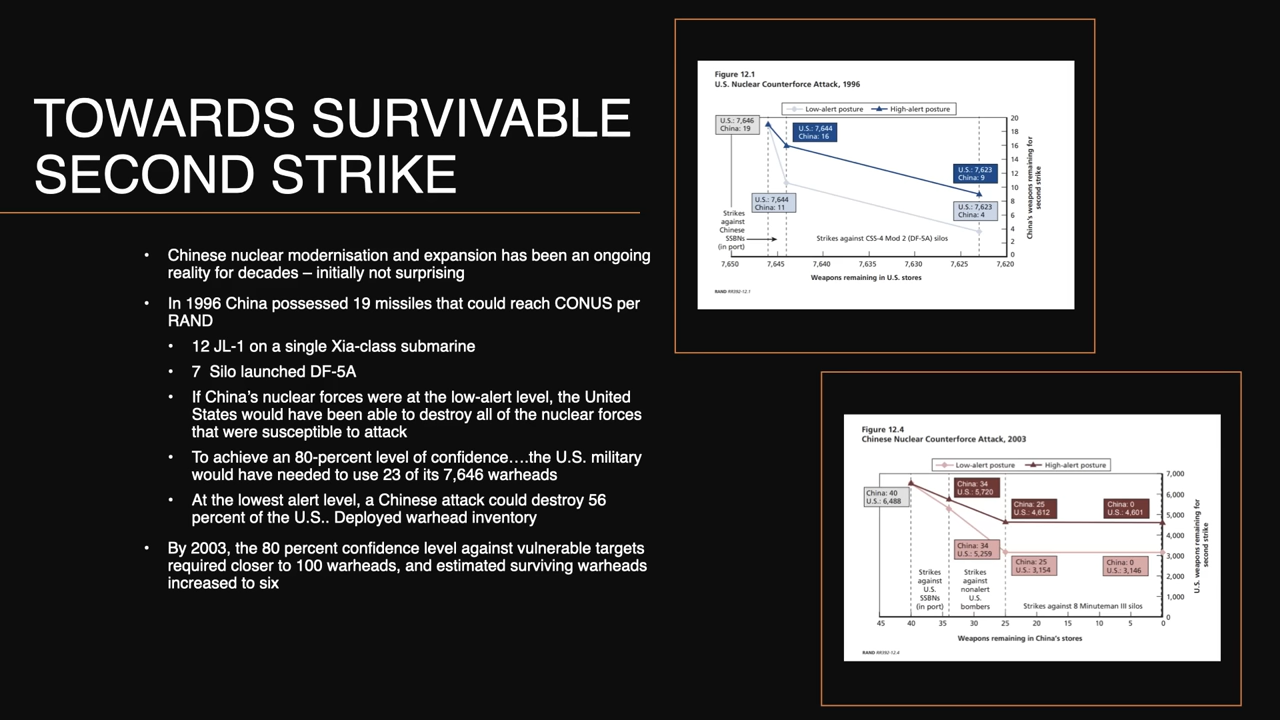 TOWARDS SURVIVABLE
SECOND STRIKE
• Chinese nuclear modernisation and expansion has been an ongoing
reality for decades – initially not surprising
• In 1996 China possessed 19 missiles that could reach CONUS per
RAND
• 12 JL-1 on a single Xia-class submarine
• 7 Silo launched DF-5A
• If China's nuclear forces were at the low-alert level, the United
States would have been able to destroy all of the nuclear forces
that were susceptible to attack
• To achieve an 80-percent level of confidence….the U.S. military
would have needed to use 23 of its 7,646 warheads
• At the low-alert level, a Chinese attack could destroy 56
percent of the U.S.. Deployed warhead inventory
• By 2003, the percent confidence level against vulnerable targets
required closer to 100 warheads, and estimated surviving warheads
increased to six
Figure 12.1
U.S. Nuclear Counterforce Attack, 1996
Low-alert posture High-alert posture
U.S.: 7,646
China: 19
U.S.: 7,644
China: 16
U.S.: 7,623
China: 9
U.S.: 7,644
China: 11
U.S.: 7,623
China: 4
Strikes
against
Chinese
SSBNs
(in port)
Strikes against CSS-4 Mod 2 (DF-5A) silos
20
18
16
14
12
10
8
6
4
2
0
China's weapons remaining for
second strike
7,650 7,645 7,640 7,635 7,630 7,625 7,620
Weapons remaining in U.S. stores
RAND RR392-12.1
Figure 12.4
Chinese Nuclear Counterforce Attack, 2003
Low-alert posture High-alert posture
China: 40
U.S.: 6,488
China: 34
U.S.: 5,720
China: 25
U.S.: 4,612
China: 0
U.S.: 4,601
China: 34
U.S.: 5,259
China: 25
U.S.: 3,154
China: 0
U.S.: 3,146
Strikes
against
U.S.
SSBNs
(in port)
Strikes
against
nonalert
U.S.
bombers
Strikes against 8 Minuteman III silos
7,000
6,000
5,000
4,000
3,000
2,000
1,000
0
U.S. weapons remaining for
second strike
45 40 35 30 25 20 15 10 5 0
Weapons remaining in China's stores
RAND RR392-12.4